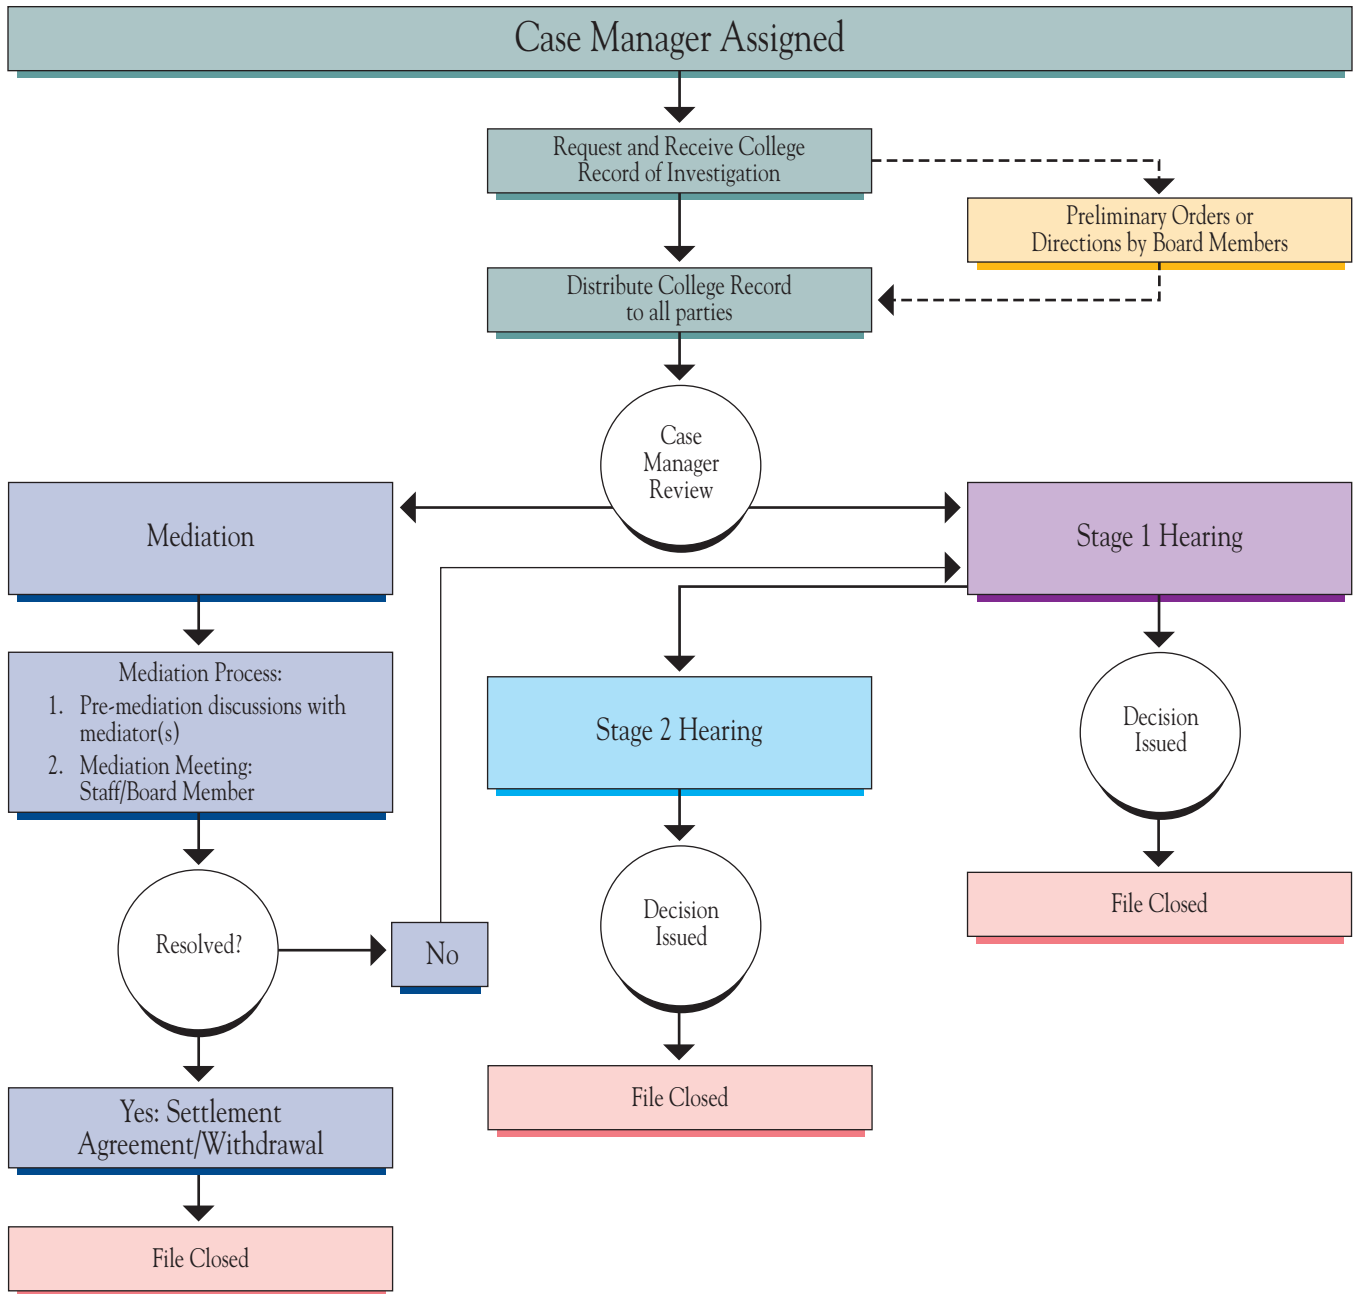 Case Manager Assigned
Request and Receive College
Record of Investigation
Preliminary Orders or
Directions by Board Members
Distribute College Record
to all parties
Case
Manager
Review
Mediation
Stage 1 Hearing
Mediation Process:
1. Pre-mediation discussions with
mediator(s)
2. Mediation Meeting:
Staff/Board Member
Stage 2 Hearing
Decision
Issued
Resolved?
No
Decision
Issued
File Closed
Yes: Settlement
Agreement/Withdrawal
File Closed
File Closed